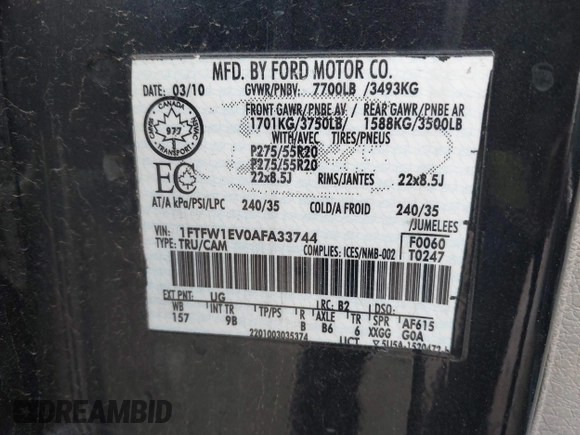 MFD. BY FORD MOTOR CO.
DATE: 03/10
GVWR/PNBV: 7700LB /3493KG
FRONT GAWR/PNBE AV / REAR GAWR/PNBE AR
1701KG/3750LB / 1588KG/3500LB
WITH/AVEC TIRES/PNEUS
P275/55R20
P275/55R20
22x8.5J RIMS/JANTES 22x8.5J
CANADA
977
TRANSPORT
EC
AT/A kPa/PSI/LPC 240/35 COLD/A FROID 240/35
/JUMELEES
VIN: 1FTFW1EV0AFA33744
F0060
TYPE: TRU/CAM COMPLIES: ICES/NMB-002
T0247
EXT PNT: UG RC: B2 DSO:
WB INT TR TP/PS R AXLE TR SPR AF615
157 9B B B6 6 XXGG G0A
2201003035374 UCT
DREAMBID